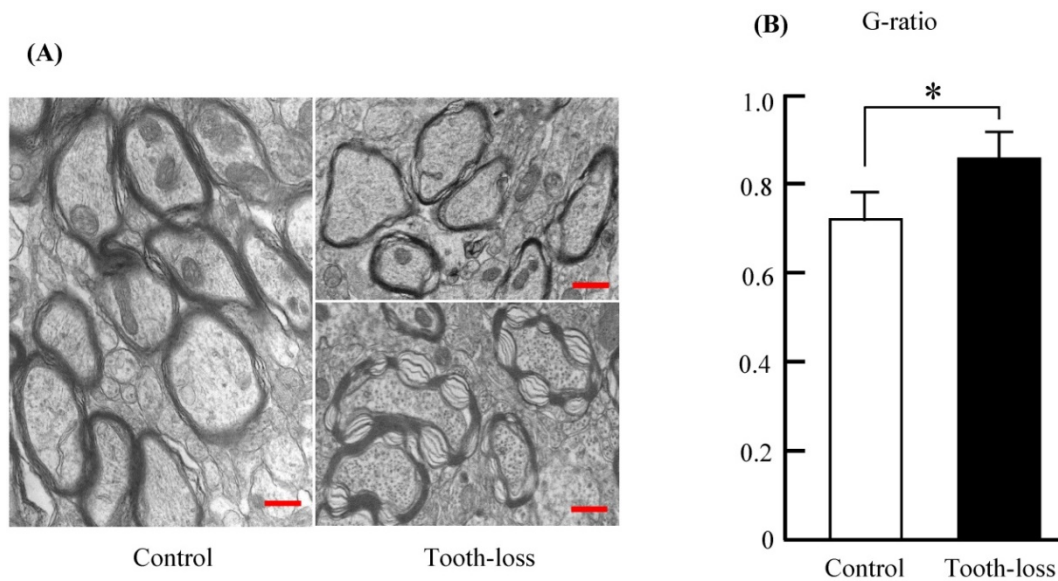 (A)
Control
Tooth-loss
(B)
G-ratio
*
1.0
0.8
0.6
0.4
0.2
0
Control
Tooth-loss